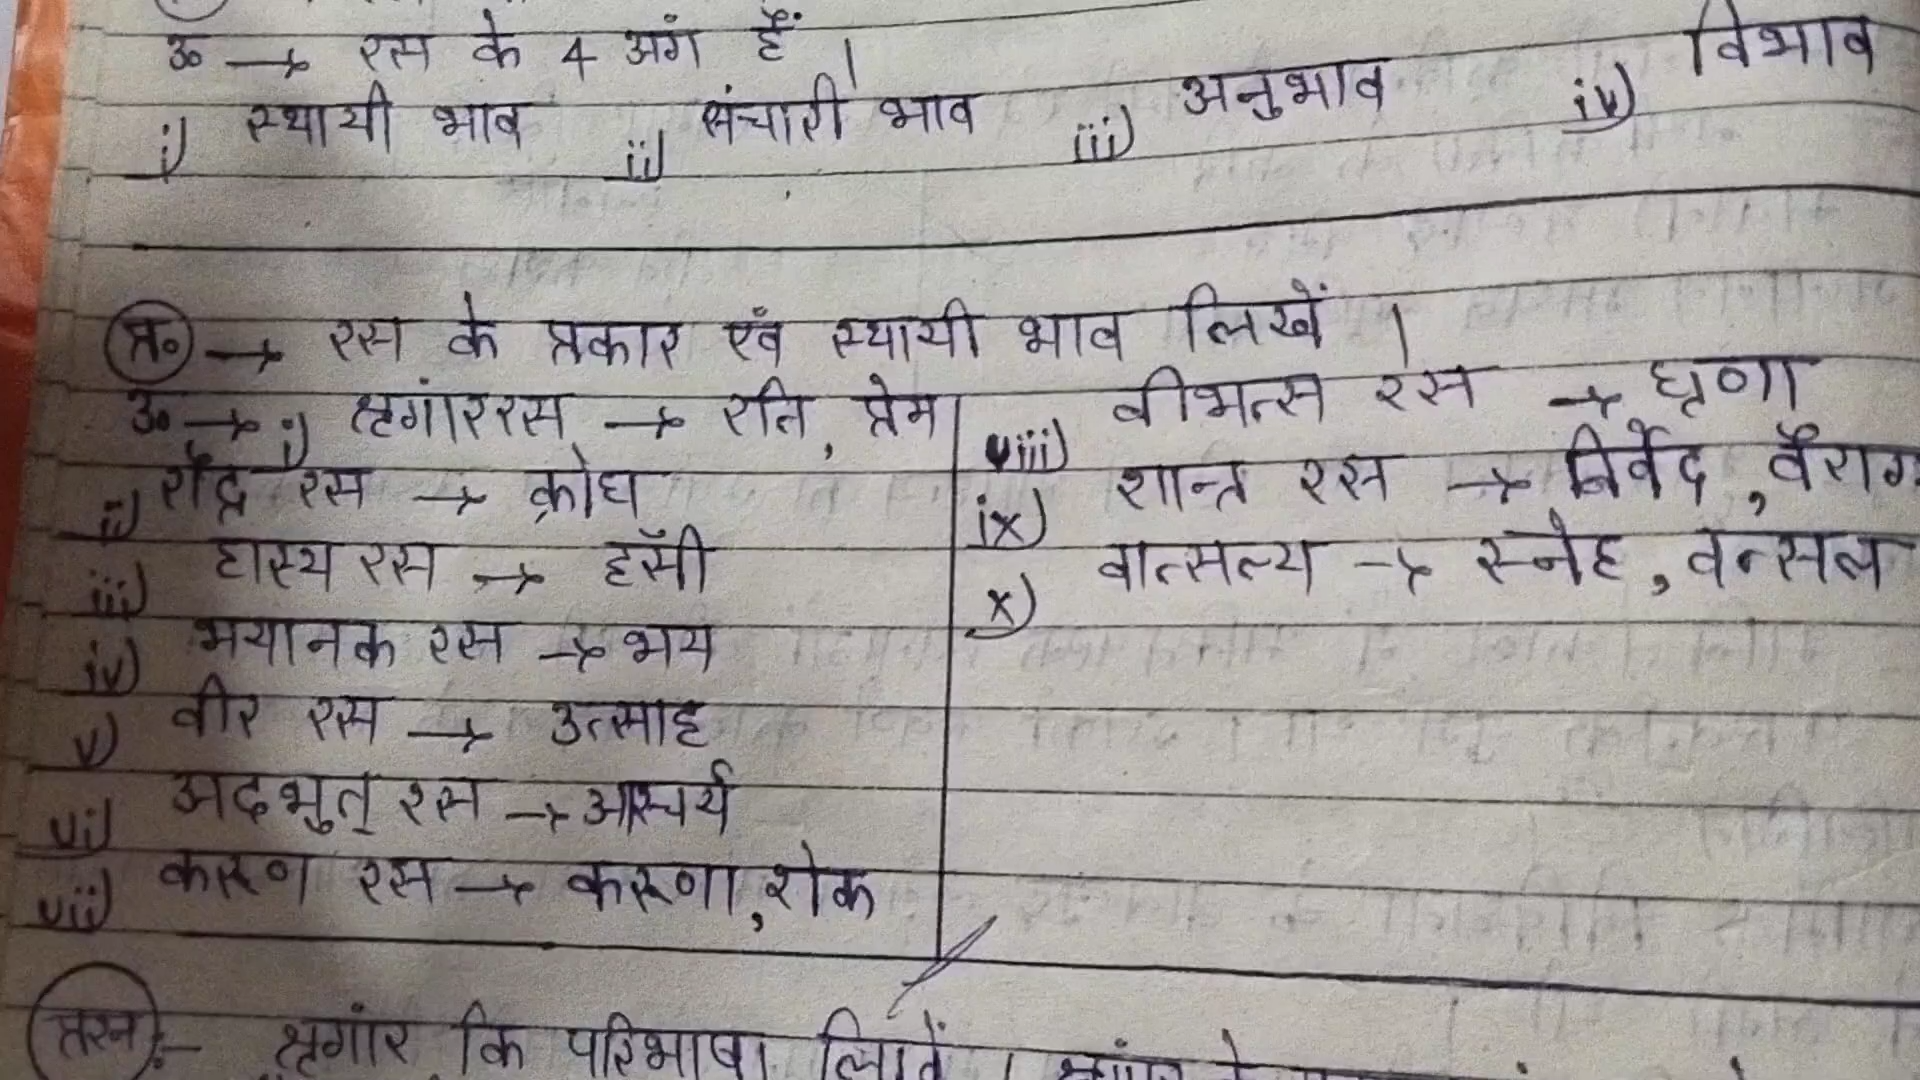 उ० → रस के 4 अंग हैं ।
i) स्थायी भाव ii) संचारी भाव iii) अनुभाव iv) विभाव
प्र० → रस के प्रकार एवं स्थायी भाव लिखें ।
उ० → i) श्रृगांर रस → रति, प्रेम
ii) रौद्र रस → क्रोध
iii) हास्य रस → हँसी
iv) भयानक रस → भय
v) वीर रस → उत्साह
vi) अदभुत् रस → आश्चर्य
vii) करूण रस → करूणा, शोक
viii) वीभत्स रस → घृणा
ix) शान्त रस → निर्वेद, वैराग
x) वात्सल्य → स्नेह, वत्सल
प्रश्न :- श्रृगांर कि परिभाषा